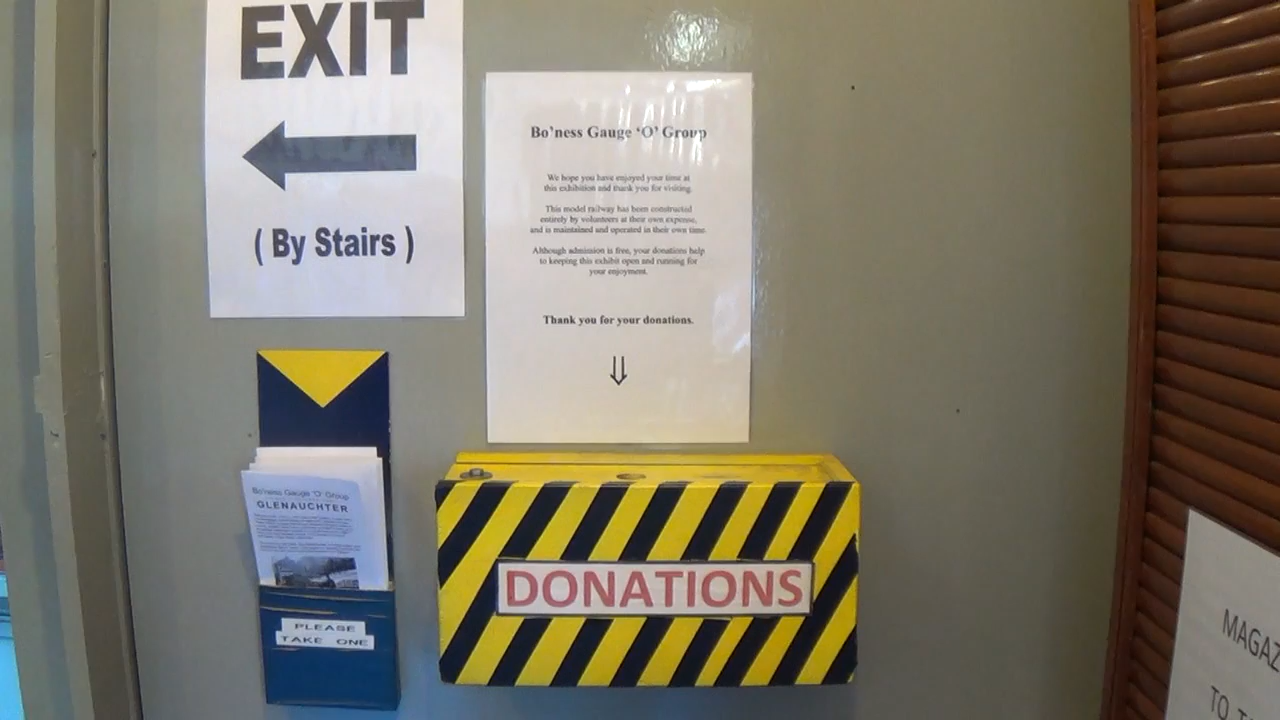 EXIT
( By Stairs )
Bo'ness Gauge 'O' Group
We hope you have enjoyed your time at
this exhibition and thank you for visiting.
This model railway has been constructed
entirely by volunteers at their own expense,
and is maintained and operated in their own time.
Although admission is free, your donations help
to keeping this exhibit open and running for
your enjoyment.
Thank you for your donations.
Bo'ness Gauge 'O' Group
GLENAUCHTER
PLEASE
TAKE ONE
DONATIONS
MAGAZ
TO